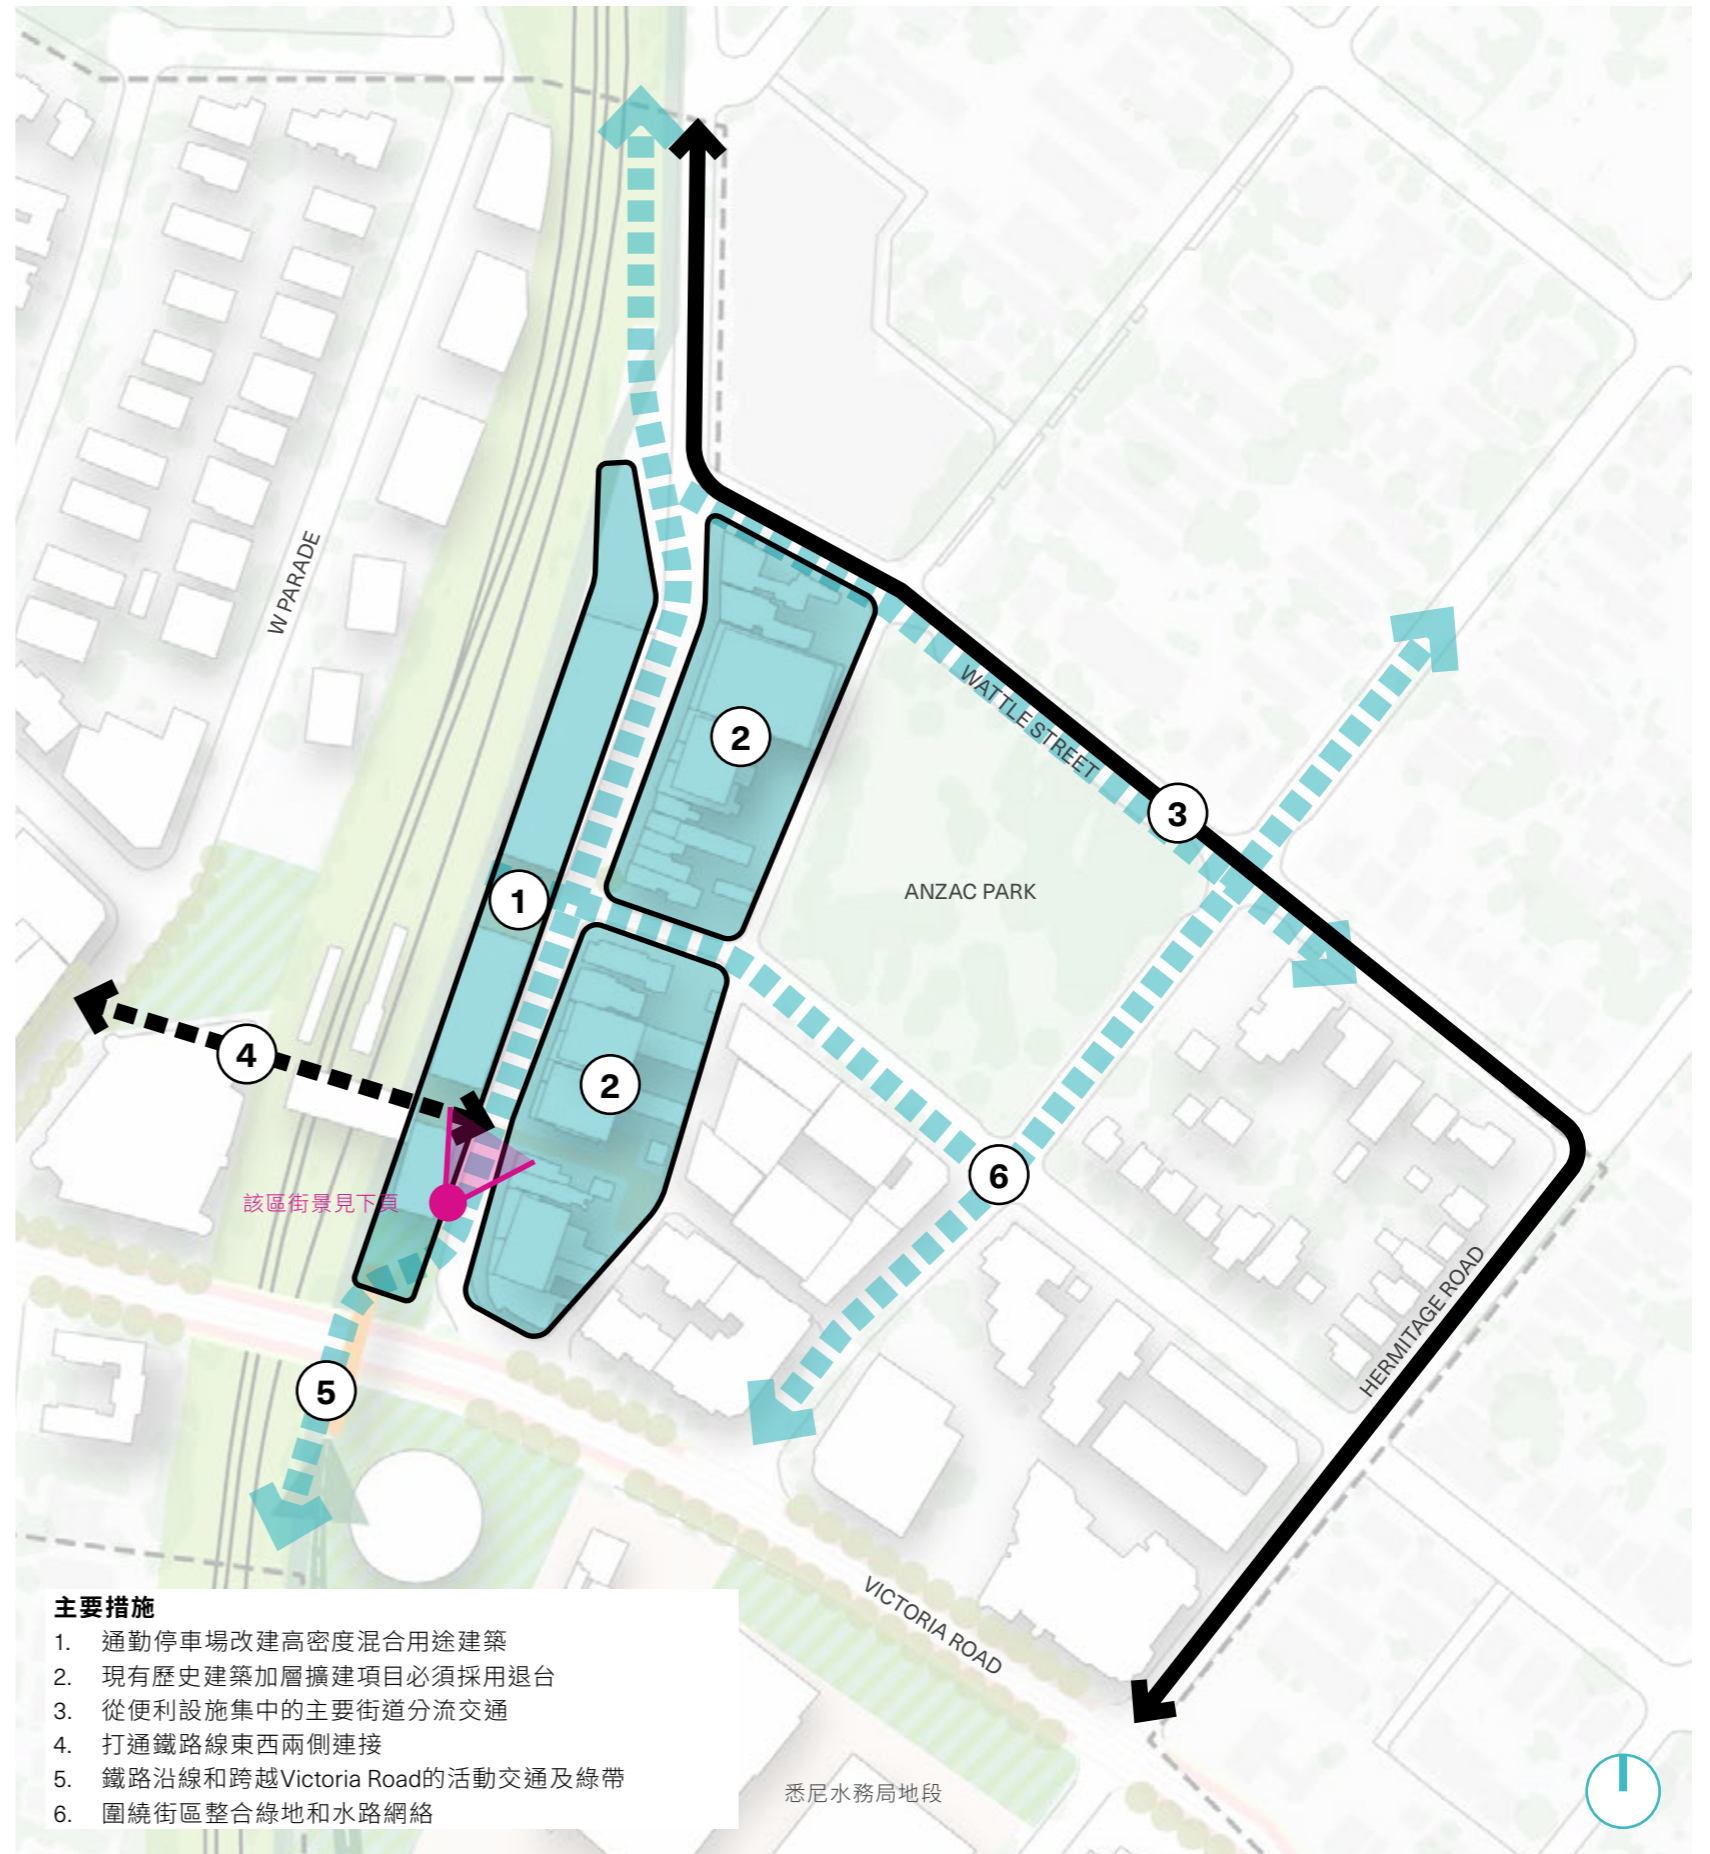 W PARADE
WATTLE STREET
ANZAC PARK
HERMITAGE ROAD
VICTORIA ROAD
2
3
1
4
2
6
5
該區街景見下頁
悉尼水務局地段
主要措施
1. 通勤停車場改建高密度混合用途建築
2. 現有歷史建築加層擴建項目必須採用退台
3. 從便利設施集中的主要街道分流交通
4. 打通鐵路線東西兩側連接
5. 鐵路沿線和跨越Victoria Road的活動交通及綠帶
6. 圍繞街區整合綠地和水路網絡